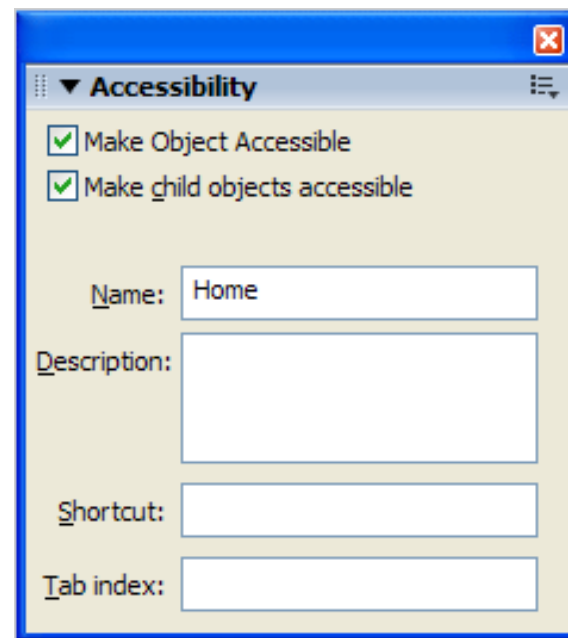 Accessibility
Make Object Accessible
Make child objects accessible
Name: Home
Description:
Shortcut:
Tab index: